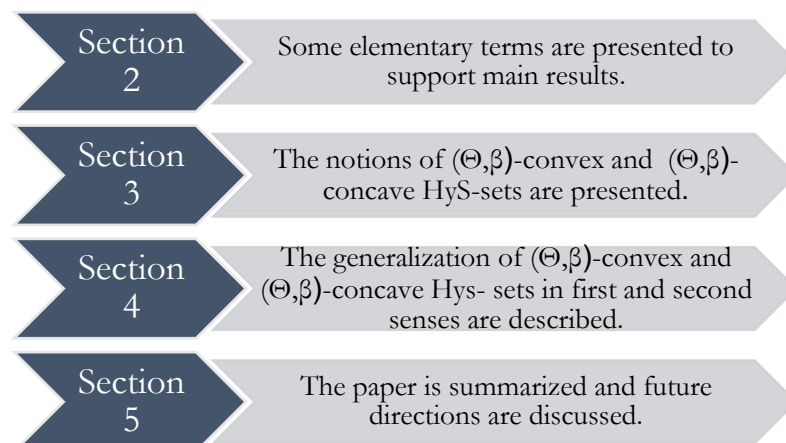 Section
2
Some elementary terms are presented to
support main results.
Section
3
The notions of (Θ,β)-convex and (Θ,β)-
concave HyS-sets are presented.
Section
4
The generalization of (Θ,β)-convex and
(Θ,β)-concave Hys- sets in first and second
senses are described.
Section
5
The paper is summarized and future
directions are discussed.